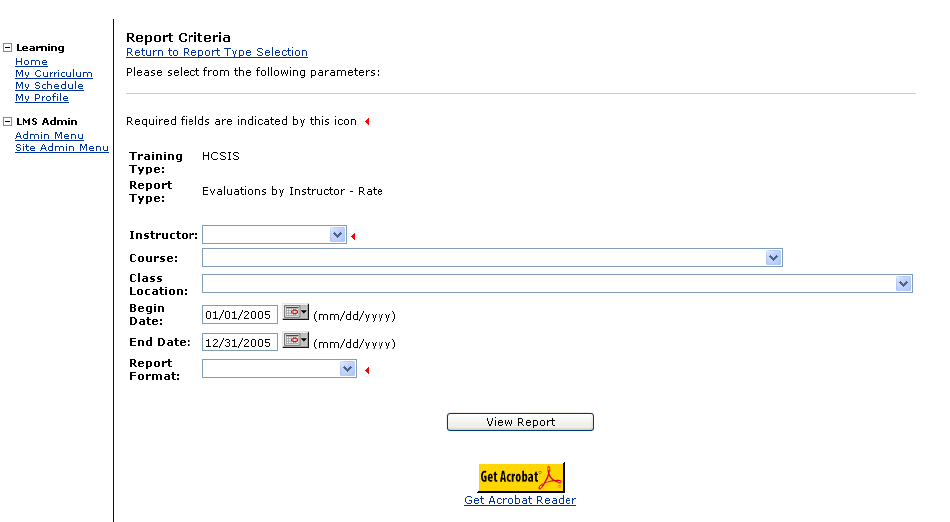 Learning
Home
My Curriculum
My Schedule
My Profile
LMS Admin
Admin Menu
Site Admin Menu
Report Criteria
Return to Report Type Selection
Please select from the following parameters:
Required fields are indicated by this icon
Training Type: HCSIS
Report Type: Evaluations by Instructor - Rate
Instructor:
Course:
Class Location:
Begin Date: 01/01/2005 (mm/dd/yyyy)
End Date: 12/31/2005 (mm/dd/yyyy)
Report Format:
View Report
Get Acrobat
Get Acrobat Reader